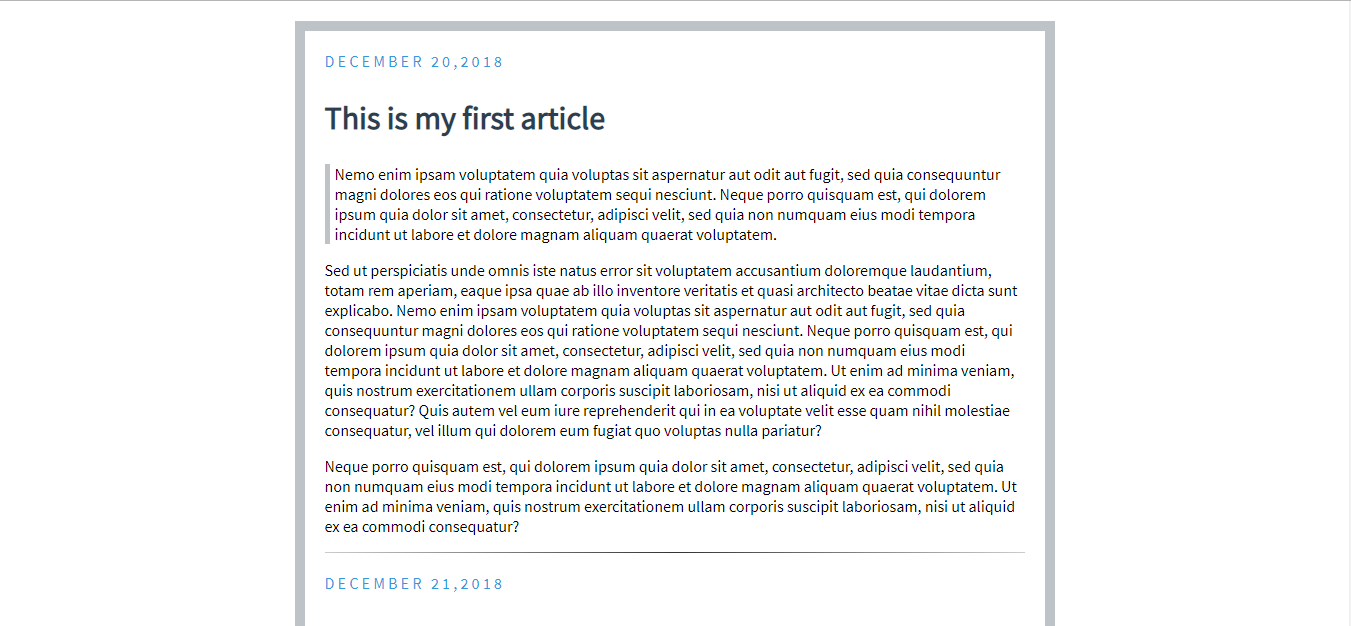 DECEMBER 20,2018
This is my first article
Nemo enim ipsam voluptatem quia voluptas sit aspernatur aut odit aut fugit, sed quia consequuntur
magni dolores eos qui ratione voluptatem sequi nesciunt. Neque porro quisquam est, qui dolorem
ipsum quia dolor sit amet, consectetur, adipisci velit, sed quia non numquam eius modi tempora
incidunt ut labore et dolore magnam aliquam quaerat voluptatem.
Sed ut perspiciatis unde omnis iste natus error sit voluptatem accusantium doloremque laudantium,
totam rem aperiam, eaque ipsa quae ab illo inventore veritatis et quasi architecto beatae vitae dicta sunt
explicabo. Nemo enim ipsam voluptatem quia voluptas sit aspernatur aut odit aut fugit, sed quia
consequuntur magni dolores eos qui ratione voluptatem sequi nesciunt. Neque porro quisquam est, qui
dolorem ipsum quia dolor sit amet, consectetur, adipisci velit, sed quia non numquam eius modi
tempora incidunt ut labore et dolore magnam aliquam quaerat voluptatem. Ut enim ad minima veniam,
quis nostrum exercitationem ullam corporis suscipit laboriosam, nisi ut aliquid ex ea commodi
consequatur? Quis autem vel eum iure reprehenderit qui in ea voluptate velit esse quam nihil molestiae
consequatur, vel illum qui dolorem eum fugiat quo voluptas nulla pariatur?
Neque porro quisquam est, qui dolorem ipsum quia dolor sit amet, consectetur, adipisci velit, sed quia
non numquam eius modi tempora incidunt ut labore et dolore magnam aliquam quaerat voluptatem. Ut
enim ad minima veniam, quis nostrum exercitationem ullam corporis suscipit laboriosam, nisi ut aliquid
ex ea commodi consequatur?
DECEMBER 21,2018